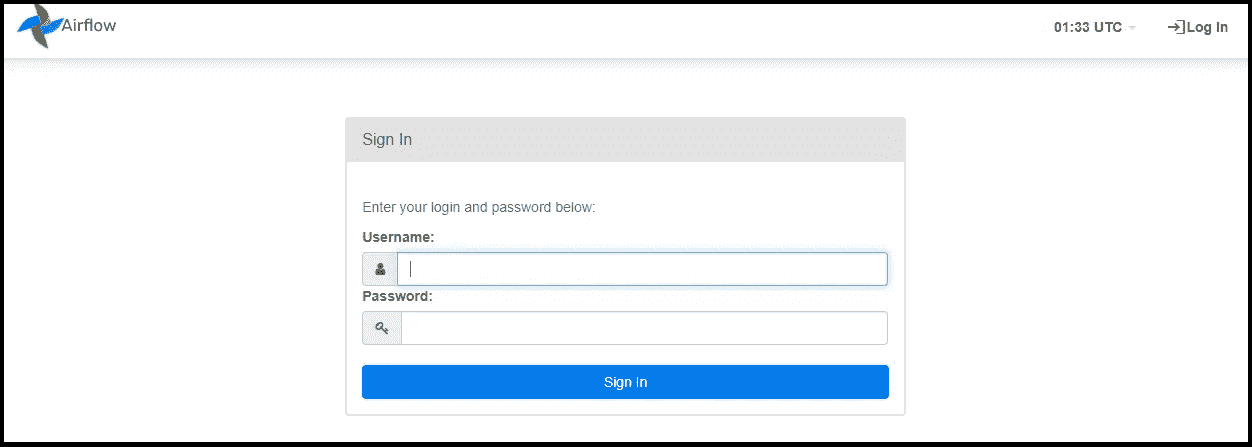 Airflow
01:33 UTC
Log In
Sign In
Enter your login and password below:
Username:
Password:
Sign In